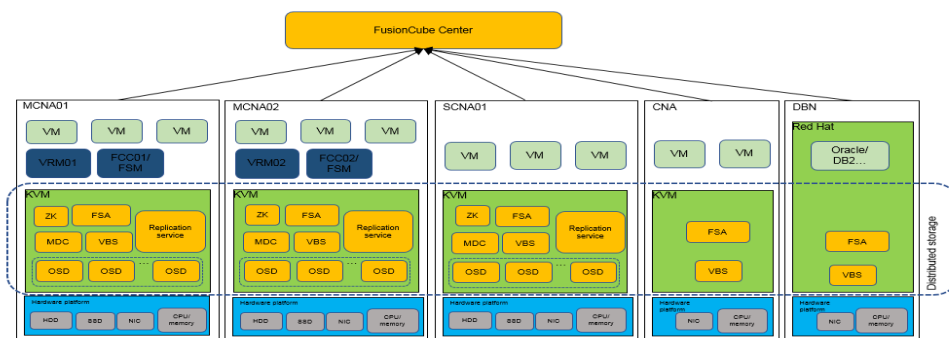 FusionCube Center
MCNA01
MCNA02
SCNA01
CNA
DBN
Red Hat
VM VM VM
VM VM VM
VM VM VM
VM VM
Oracle/
DB2...
VRM01
FCC01/
FSM
VRM02
FCC02/
FSM
KVM
ZK
FSA
Replication
service
MDC
VBS
OSD OSD ... OSD
KVM
ZK
FSA
Replication
service
MDC
VBS
OSD OSD ... OSD
KVM
ZK
FSA
Replication
service
MDC
VBS
OSD OSD ... OSD
KVM
FSA
VBS
FSA
VBS
Distributed storage
Hardware platform
HDD SSD NIC
CPU/
memory
Hardware platform
HDD SSD NIC
CPU/
memory
Hardware platform
HDD SSD NIC
CPU/
memory
Hardware
platform
NIC
CPU/
memory
Hardware
platform
NIC
CPU/
memory